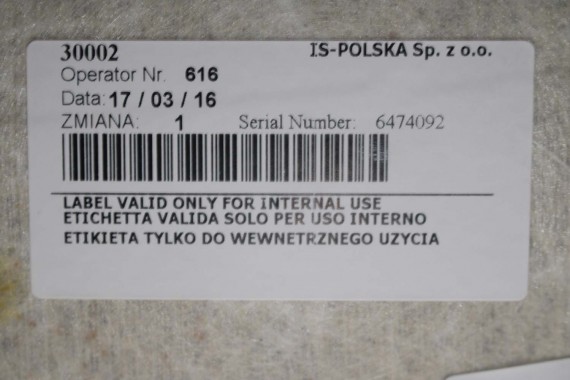 30002 IS-POLSKA Sp. z o.o.
Operator Nr. 616
Data: 17 / 03 / 16
ZMIANA: 1 Serial Number: 6474092
LABEL VALID ONLY FOR INTERNAL USE
ETICHETTA VALIDA SOLO PER USO INTERNO
ETIKIETA TYLKO DO WEWNETRZNEGO UZYCIA